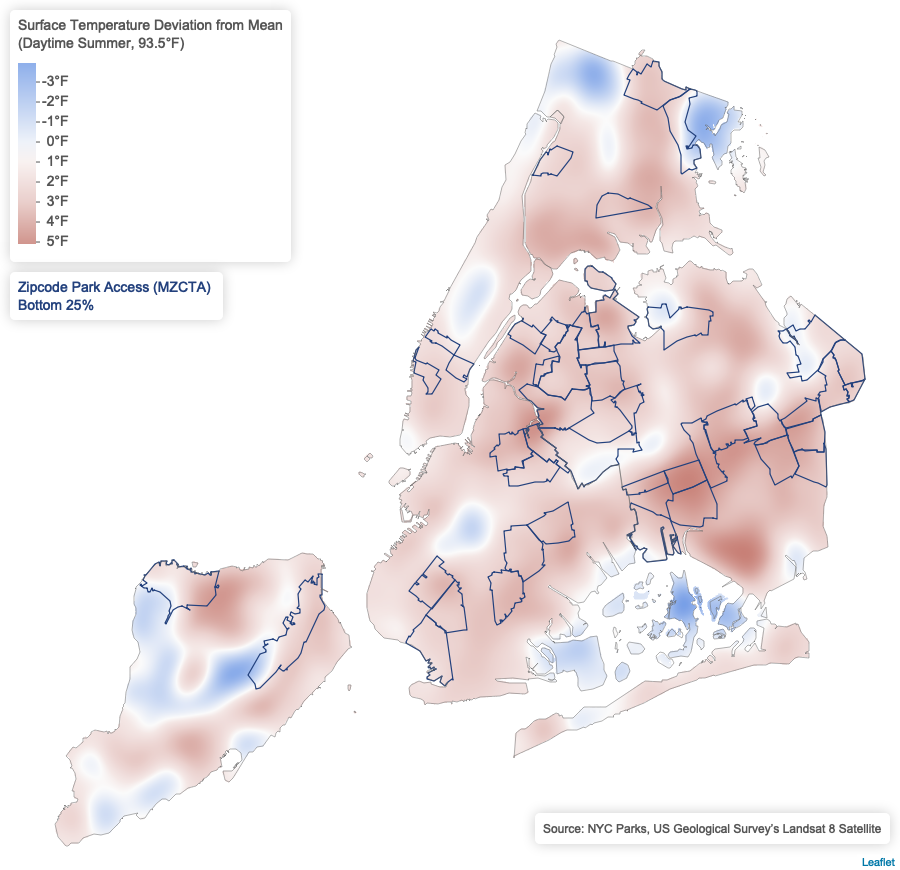 Surface Temperature Deviation from Mean
(Daytime Summer, 93.5°F)
-3°F
-2°F
-1°F
0°F
1°F
2°F
3°F
4°F
5°F
Zipcode Park Access (MZCTA)
Bottom 25%
Source: NYC Parks, US Geological Survey's Landsat 8 Satellite
Leaflet